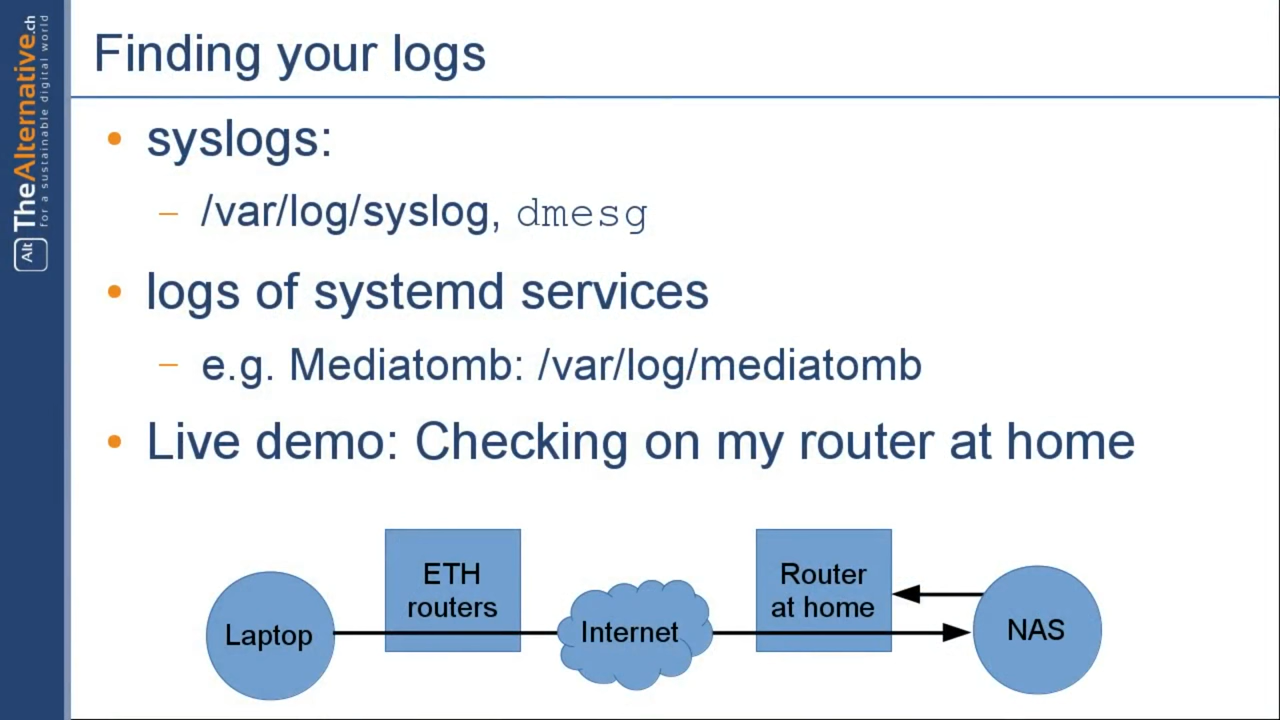 Finding your logs
• syslogs:
– /var/log/syslog, dmesg
• logs of systemd services
– e.g. Mediatomb: /var/log/mediatomb
• Live demo: Checking on my router at home
Laptop
ETH
routers
Internet
Router
at home
NAS
Alt TheAlternative.ch
for a sustainable digital world